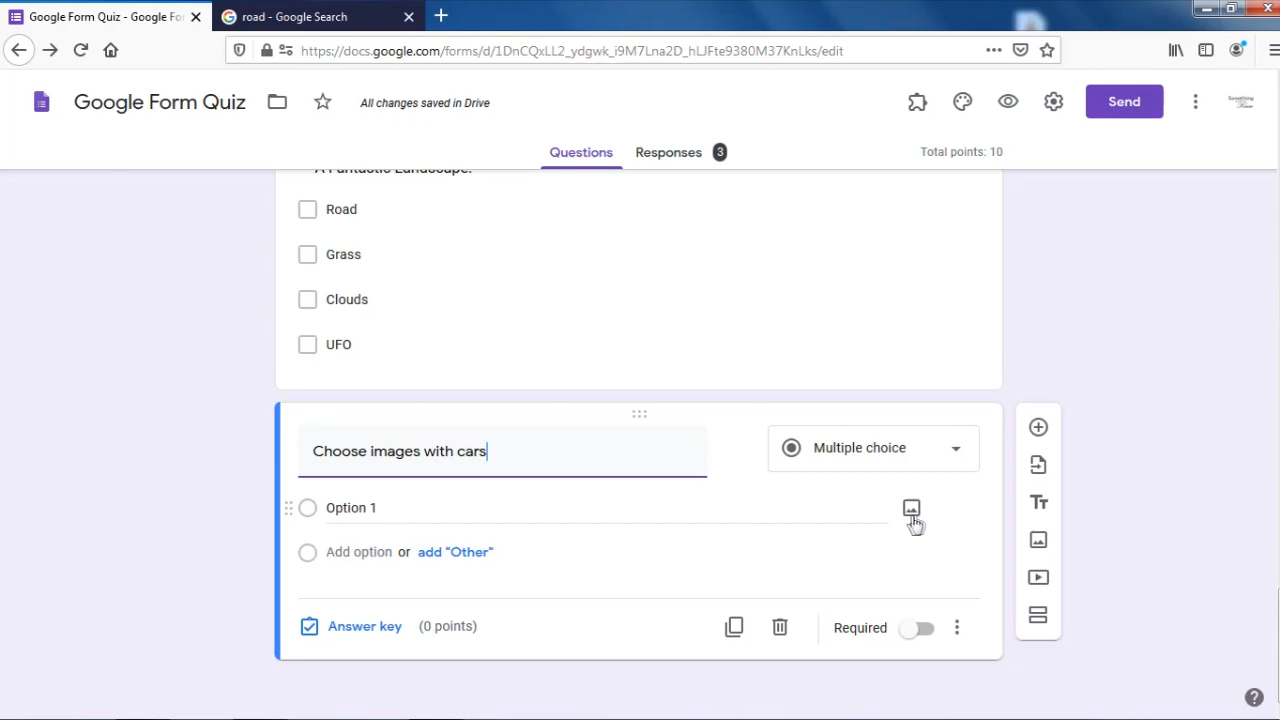 Google Form Quiz - Google For
road - Google Search
https://docs.google.com/forms/d/1DnCQxLL2_ydgwk_i9M7Lna2D_hLJFte9380M37KnLks/edit
Google Form Quiz
All changes saved in Drive
Send
Questions
Responses 3
Total points: 10
A Fantastic Landscape.
Road
Grass
Clouds
UFO
Choose images with cars
Multiple choice
Option 1
Add option or add "Other"
Answer key (0 points)
Required